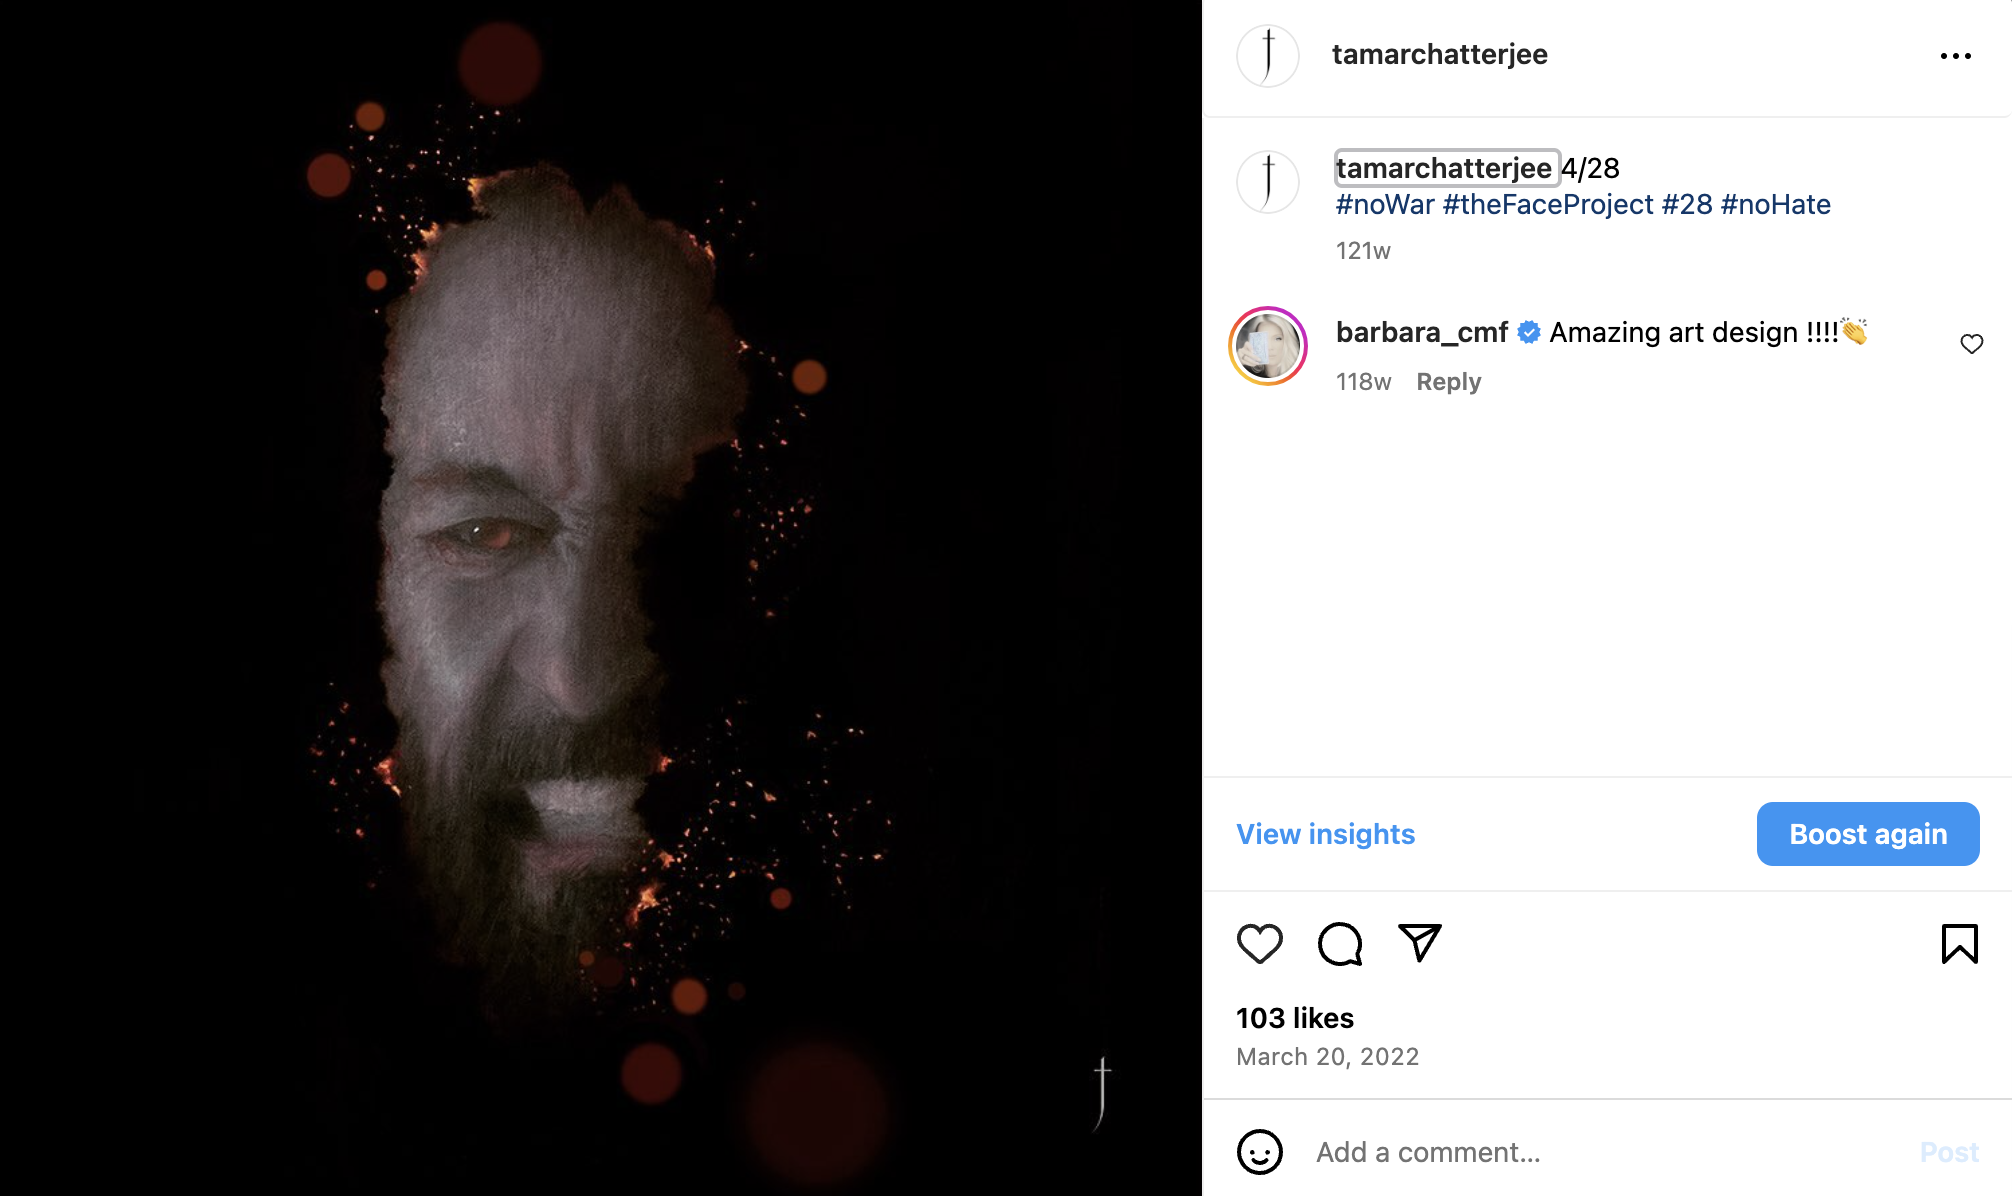 tamarchatterjee
tamarchatterjee 4/28
#noWar #theFaceProject #28 #noHate
121w
barbara_cmf Amazing art design !!!!👏
118w Reply
View insights
Boost again
103 likes
March 20, 2022
Add a comment...
Post